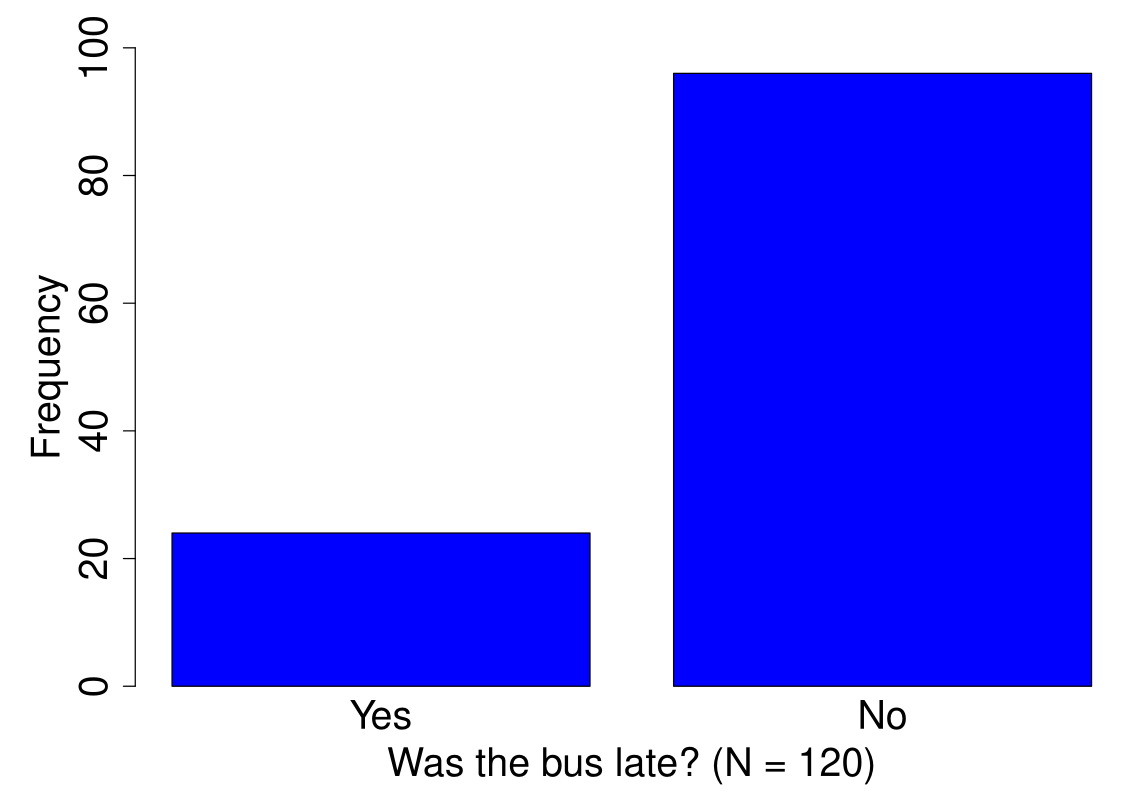 Frequency
100
80
60
40
20
0
Yes No
Was the bus late? (N = 120)